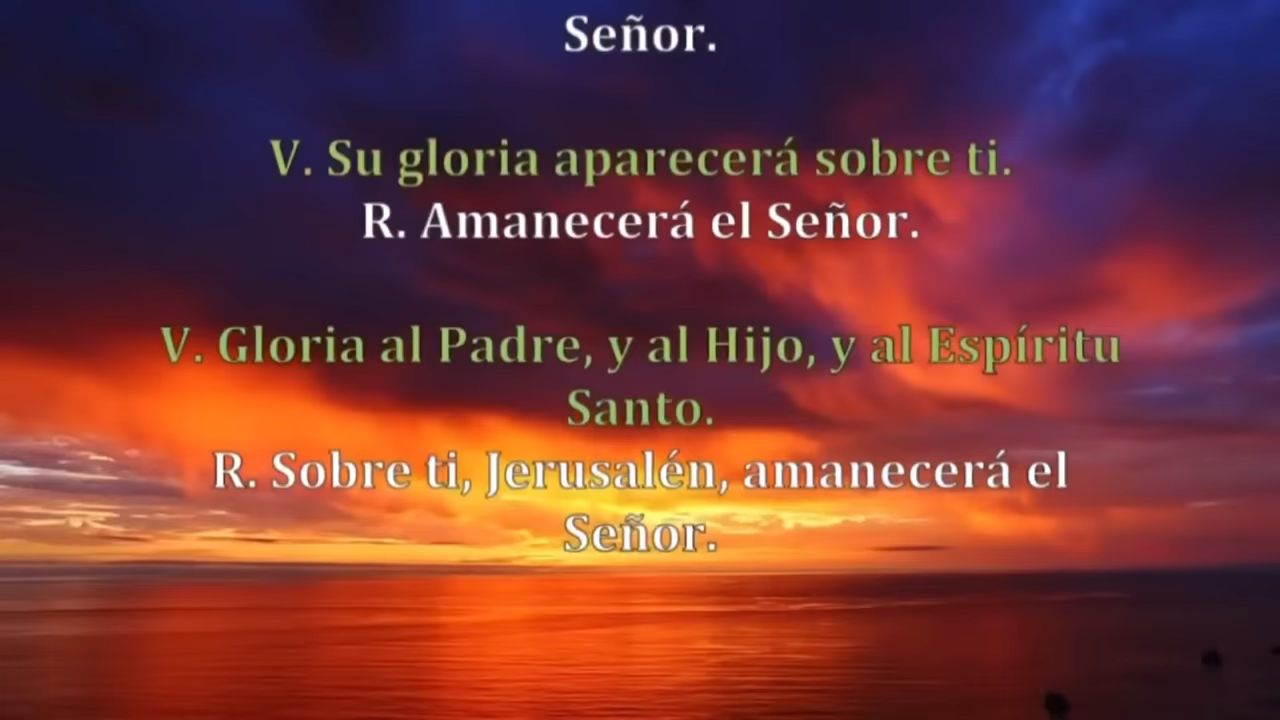 Señor.
V. Su gloria aparecerá sobre ti.
R. Amanecerá el Señor.
V. Gloria al Padre, y al Hijo, y al Espíritu
Santo.
R. Sobre ti, Jerusalén, amanecerá el
Señor.